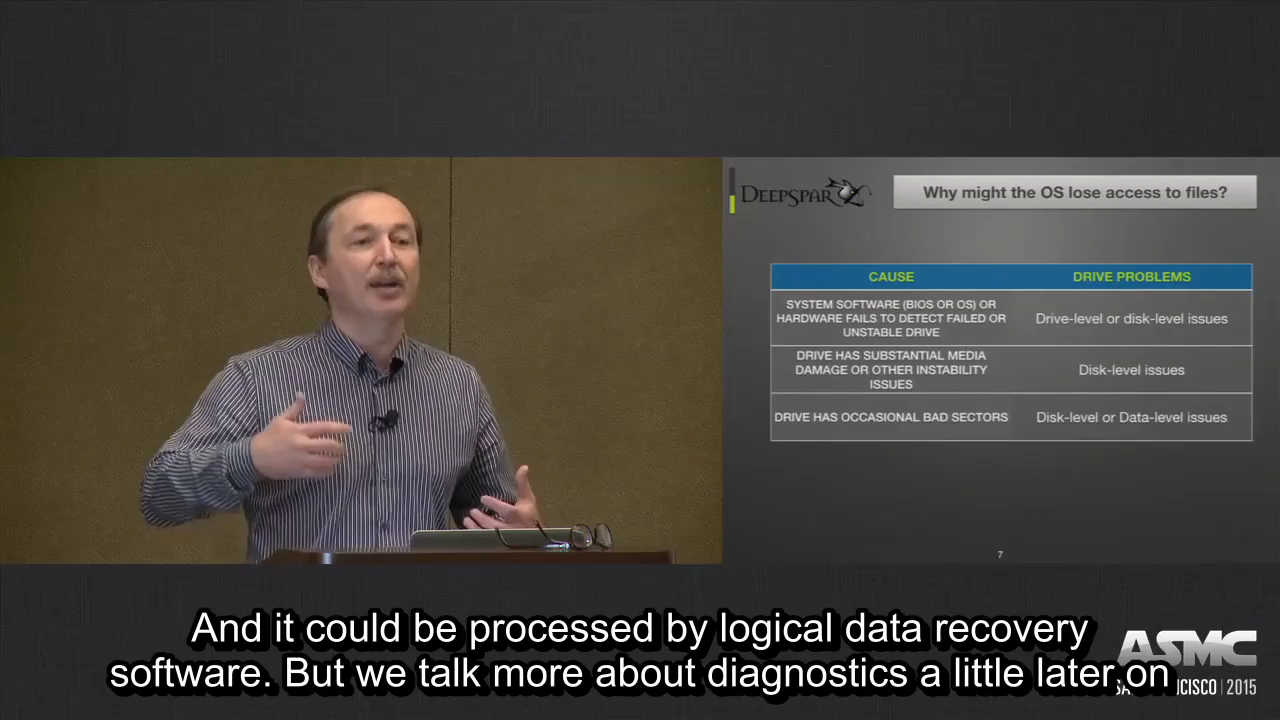 DEEPSPAR
Why might the OS lose access to files?
CAUSE
DRIVE PROBLEMS
SYSTEM SOFTWARE (BIOS OR OS) OR
HARDWARE FAILS TO DETECT FAILED OR
UNSTABLE DRIVE
Drive-level or disk-level issues
DRIVE HAS SUBSTANTIAL MEDIA
DAMAGE OR OTHER INSTABILITY
ISSUES
Disk-level issues
DRIVE HAS OCCASIONAL BAD SECTORS
Disk-level or Data-level issues
7
And it could be processed by logical data recovery
software. But we talk more about diagnostics a little later on
ASMC
2015